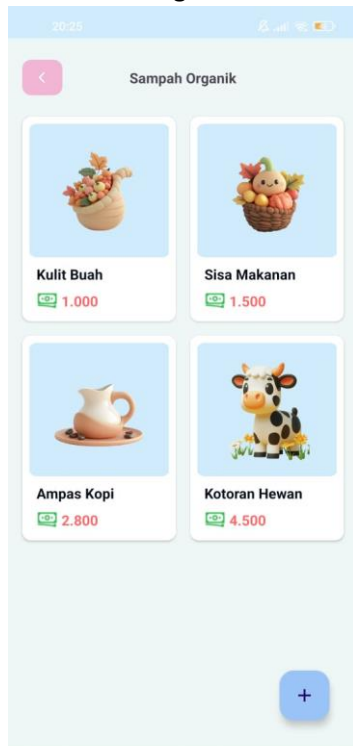 20:25
Sampah Organik
Kulit Buah
1.000
Sisa Makanan
1.500
Ampas Kopi
2.800
Kotoran Hewan
4.500
+